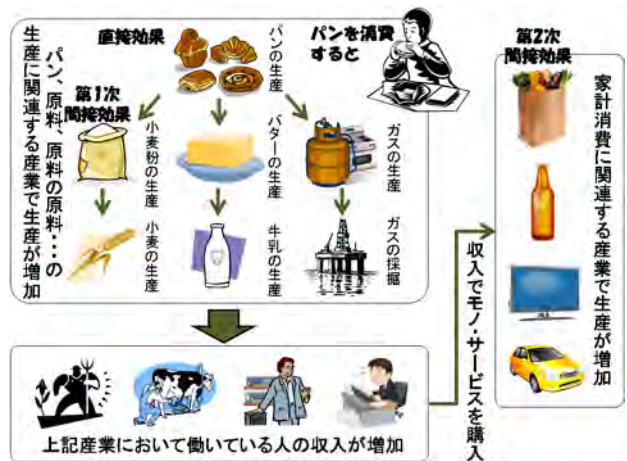 直接効果
パンを消費
すると
パンの生産
パン、原料、原料の原料・・・の
生産に関連する産業で生産が増加
第1次
間接効果
小麦粉の生産
バターの生産
ガスの生産
小麦の生産
牛乳の生産
ガスの採掘
上記産業において働いている人の収入が増加
収入でモノ・サービスを購入
第2次
間接効果
家計消費に関連する産業で生産が増加